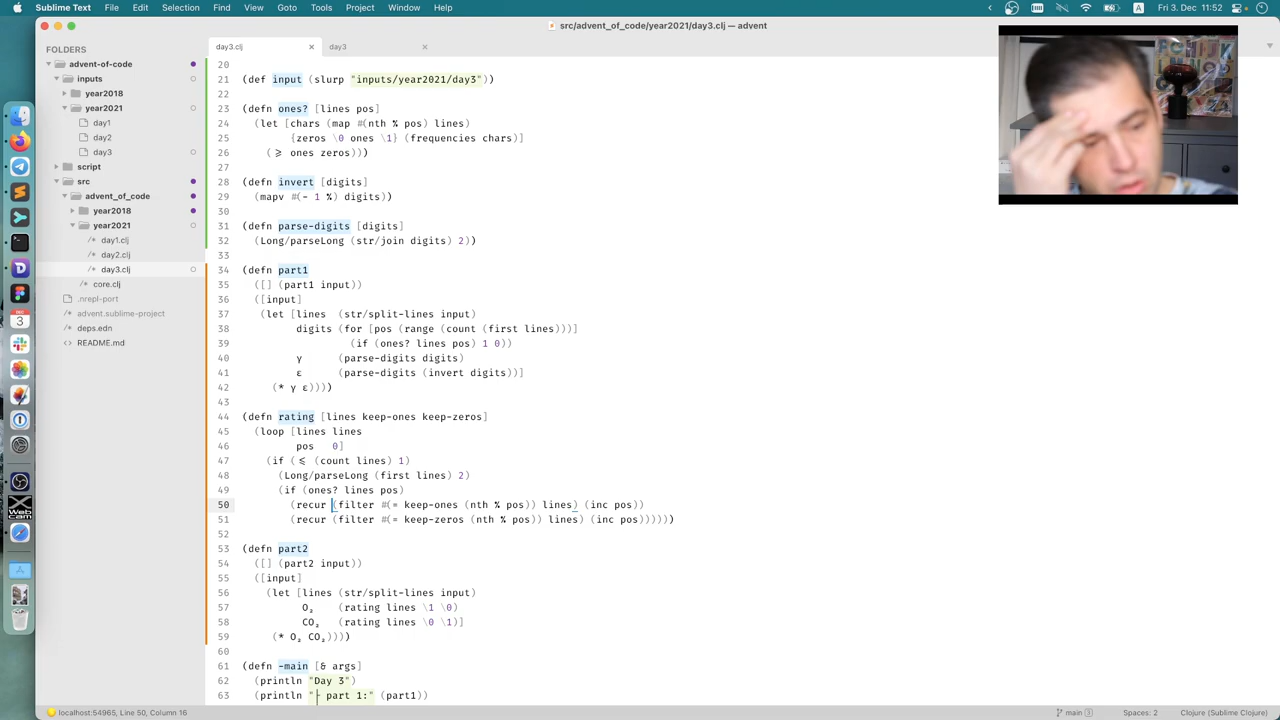 Sublime Text File Edit Selection Find View Goto Tools Project Window Help
Fri 3. Dec 11:52
src/advent_of_code/year2021/day3.clj — advent
FOLDERS
advent-of-code
inputs
year2018
year2021
day1
day2
day3
script
src
advent_of_code
year2018
year2021
/* day1.clj
/* day2.clj
/* day3.clj
/* core.clj
.nrepl-port
advent.sublime-project
deps.edn
README.md
day3.clj
day3
20
21 (def input (slurp "inputs/year2021/day3"))
22
23 (defn ones? [lines pos]
24 (let [chars (map #(nth % pos) lines)
25 {zeros \0 ones \1} (frequencies chars)]
26 (>= ones zeros)))
27
28 (defn invert [digits]
29 (mapv #(- 1 %) digits))
30
31 (defn parse-digits [digits]
32 (Long/parseLong (str/join digits) 2))
33
34 (defn part1
35 ([] (part1 input))
36 ([input]
37 (let [lines (str/split-lines input)
38 digits (for [pos (range (count (first lines)))]
39 (if (ones? lines pos) 1 0))
40 γ (parse-digits digits)
41 ε (parse-digits (invert digits))]
42 (* γ ε))))
43
44 (defn rating [lines keep-ones keep-zeros]
45 (loop [lines lines
46 pos 0]
47 (if (<= (count lines) 1)
48 (Long/parseLong (first lines) 2)
49 (if (ones? lines pos)
50 (recur (filter #(= keep-ones (nth % pos)) lines) (inc pos))
51 (recur (filter #(= keep-zeros (nth % pos)) lines) (inc pos)))))
52
53 (defn part2
54 ([] (part2 input))
55 ([input]
56 (let [lines (str/split-lines input)
57 O₂ (rating lines \1 \0)
58 CO₂ (rating lines \0 \1)]
59 (* O₂ CO₂))))
60
61 (defn -main [& args]
62 (println "Day 3")
63 (println "├ part 1:" (part1))
localhost:54965, Line 50, Column 16
main 3
Spaces: 2
Clojure (Sublime Clojure)